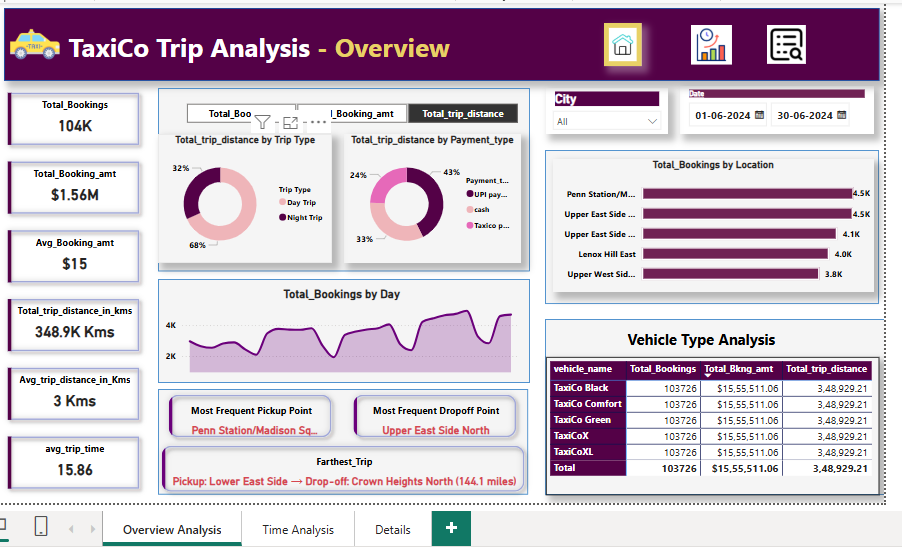 TAXI
TaxiCo Trip Analysis - Overview
Total_Bookings
104K
Total_Booking_amt
$1.56M
Avg_Booking_amt
$15
Total_trip_distance_in_kms
348.9K Kms
Avg_trip_distance_in_Kms
3 Kms
avg_trip_time
15.86
Total_Boo
l_Booking_amt
Total_trip_distance
Total_trip_distance by Trip Type
32%
68%
Trip Type
Day Trip
Night Trip
Total_trip_distance by Payment_type
24%
43%
33%
Payment_t...
UPI pay...
cash
Taxico p...
Total_Bookings by Day
4K
2K
Most Frequent Pickup Point
Penn Station/Madison Sq...
Most Frequent Dropoff Point
Upper East Side North
Farthest_Trip
Pickup: Lower East Side → Drop-off: Crown Heights North (144.1 miles)
City
All
Date
01-06-2024
30-06-2024
Total_Bookings by Location
Penn Station/M... 4.5K
Upper East Side ... 4.5K
Upper East Side ... 4.1K
Lenox Hill East 4.0K
Upper West Sid... 3.8K
Vehicle Type Analysis
vehicle_name Total_Bookings Total_Bkng_amt Total_trip_distance
TaxiCo Black 103726 $15,55,511.06 3,48,929.21
TaxiCo Comfort 103726 $15,55,511.06 3,48,929.21
TaxiCo Green 103726 $15,55,511.06 3,48,929.21
TaxiCoX 103726 $15,55,511.06 3,48,929.21
TaxiCoXL 103726 $15,55,511.06 3,48,929.21
Total 103726 $15,55,511.06 3,48,929.21
Overview Analysis
Time Analysis
Details
+